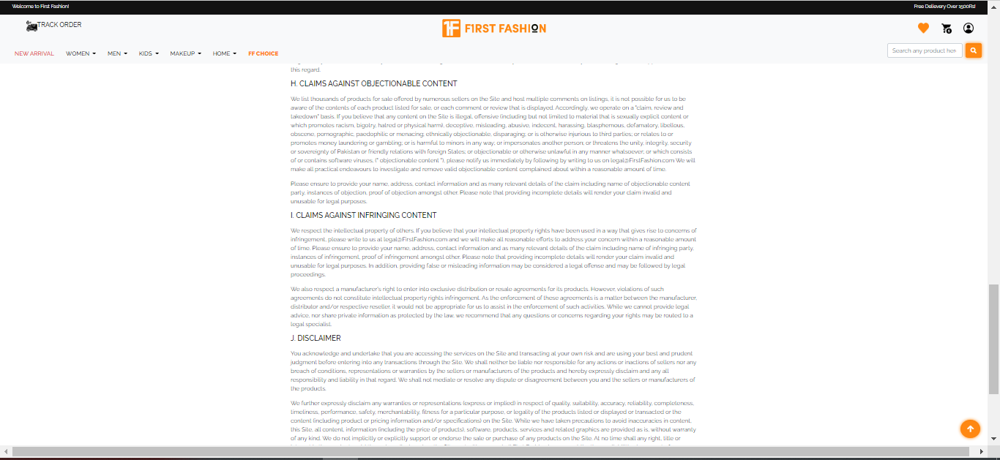 Welcome to First Fashion!
Free Delievery Over 1500Rs!
TRACK ORDER
F1RST FASHION
NEW ARRIVAL WOMEN MEN KIDS MAKEUP HOME FF CHOICE
Search any product her
this regard.
H. CLAIMS AGAINST OBJECTIONABLE CONTENT
We list thousands of products for sale offered by numerous sellers on the Site and host multiple comments on listings, it is not possible for us to be
aware of the contents of each product listed for sale, or each comment or review that is displayed. Accordingly, we operate on a "claim, review and
takedown" basis. If you believe that any content on the Site is illegal, offensive (including but not limited to material that is sexually explicit content or
which promotes racism, bigotry, hatred or physical harm), deceptive, misleading, abusive, indecent, harassing, blasphemous, defamatory, libellous,
obscene, pornographic, paedophilic or menacing; ethnically objectionable, disparaging; or is otherwise injurious to third parties; or relates to or
promotes money laundering or gambling; or is harmful to minors in any way; or impersonates another person; or threatens the unity, integrity, security
or sovereignty of Pakistan or friendly relations with foreign States; or objectionable or otherwise unlawful in any manner whatsoever; or which consists
of or contains software viruses, (" objectionable content "), please notify us immediately by following by writing to us on legal@FirstFashion.com We will
make all practical endeavours to investigate and remove valid objectionable content complained about within a reasonable amount of time.
Please ensure to provide your name, address, contact information and as many relevant details of the claim including name of objectionable content
party, instances of objection, proof of objection amongst other. Please note that providing incomplete details will render your claim invalid and
unusable for legal purposes.
I. CLAIMS AGAINST INFRINGING CONTENT
We respect the intellectual property of others. If you believe that your intellectual property rights have been used in a way that gives rise to concerns of
infringement, please write to us at legal@FirstFashion.com and we will make all reasonable efforts to address your concern within a reasonable amount
of time. Please ensure to provide your name, address, contact information and as many relevant details of the claim including name of infringing party,
instances of infringement, proof of infringement amongst other. Please note that providing incomplete details will render your claim invalid and
unusable for legal purposes. In addition, providing false or misleading information may be considered a legal offense and may be followed by legal
proceedings.
We also respect a manufacturer's right to enter into exclusive distribution or resale agreements for its products. However, violations of such
agreements do not constitute intellectual property rights infringement. As the enforcement of these agreements is a matter between the manufacturer,
distributor and/or respective reseller, it would not be appropriate for us to assist in the enforcement of such activities. While we cannot provide legal
advice, nor share private information as protected by the law, we recommend that any questions or concerns regarding your rights may be routed to a
legal specialist.
J. DISCLAIMER
You acknowledge and undertake that you are accessing the services on the Site and transacting at your own risk and are using your best and prudent
judgment before entering into any transactions through the Site. We shall neither be liable nor responsible for any actions or inactions of sellers nor any
breach of conditions, representations or warranties by the sellers or manufacturers of the products and hereby expressly disclaim and any all
responsibility and liability in that regard. We shall not mediate or resolve any dispute or disagreement between you and the sellers or manufacturers of
the products.
We further expressly disclaim any warranties or representations (express or implied) in respect of quality, suitability, accuracy, reliability, completeness,
timeliness, performance, safety, merchantability, fitness for a particular purpose, or legality of the products listed or displayed or transacted or the
content (including product or pricing information and/or specifications) on the Site. While we have taken precautions to avoid inaccuracies in content,
this Site, all content, information (including the price of products), software, products, services and related graphics are provided as is, without warranty
of any kind. We do not implicitly or explicitly support or endorse the sale or purchase of any products on the Site. At no time shall any right, title or